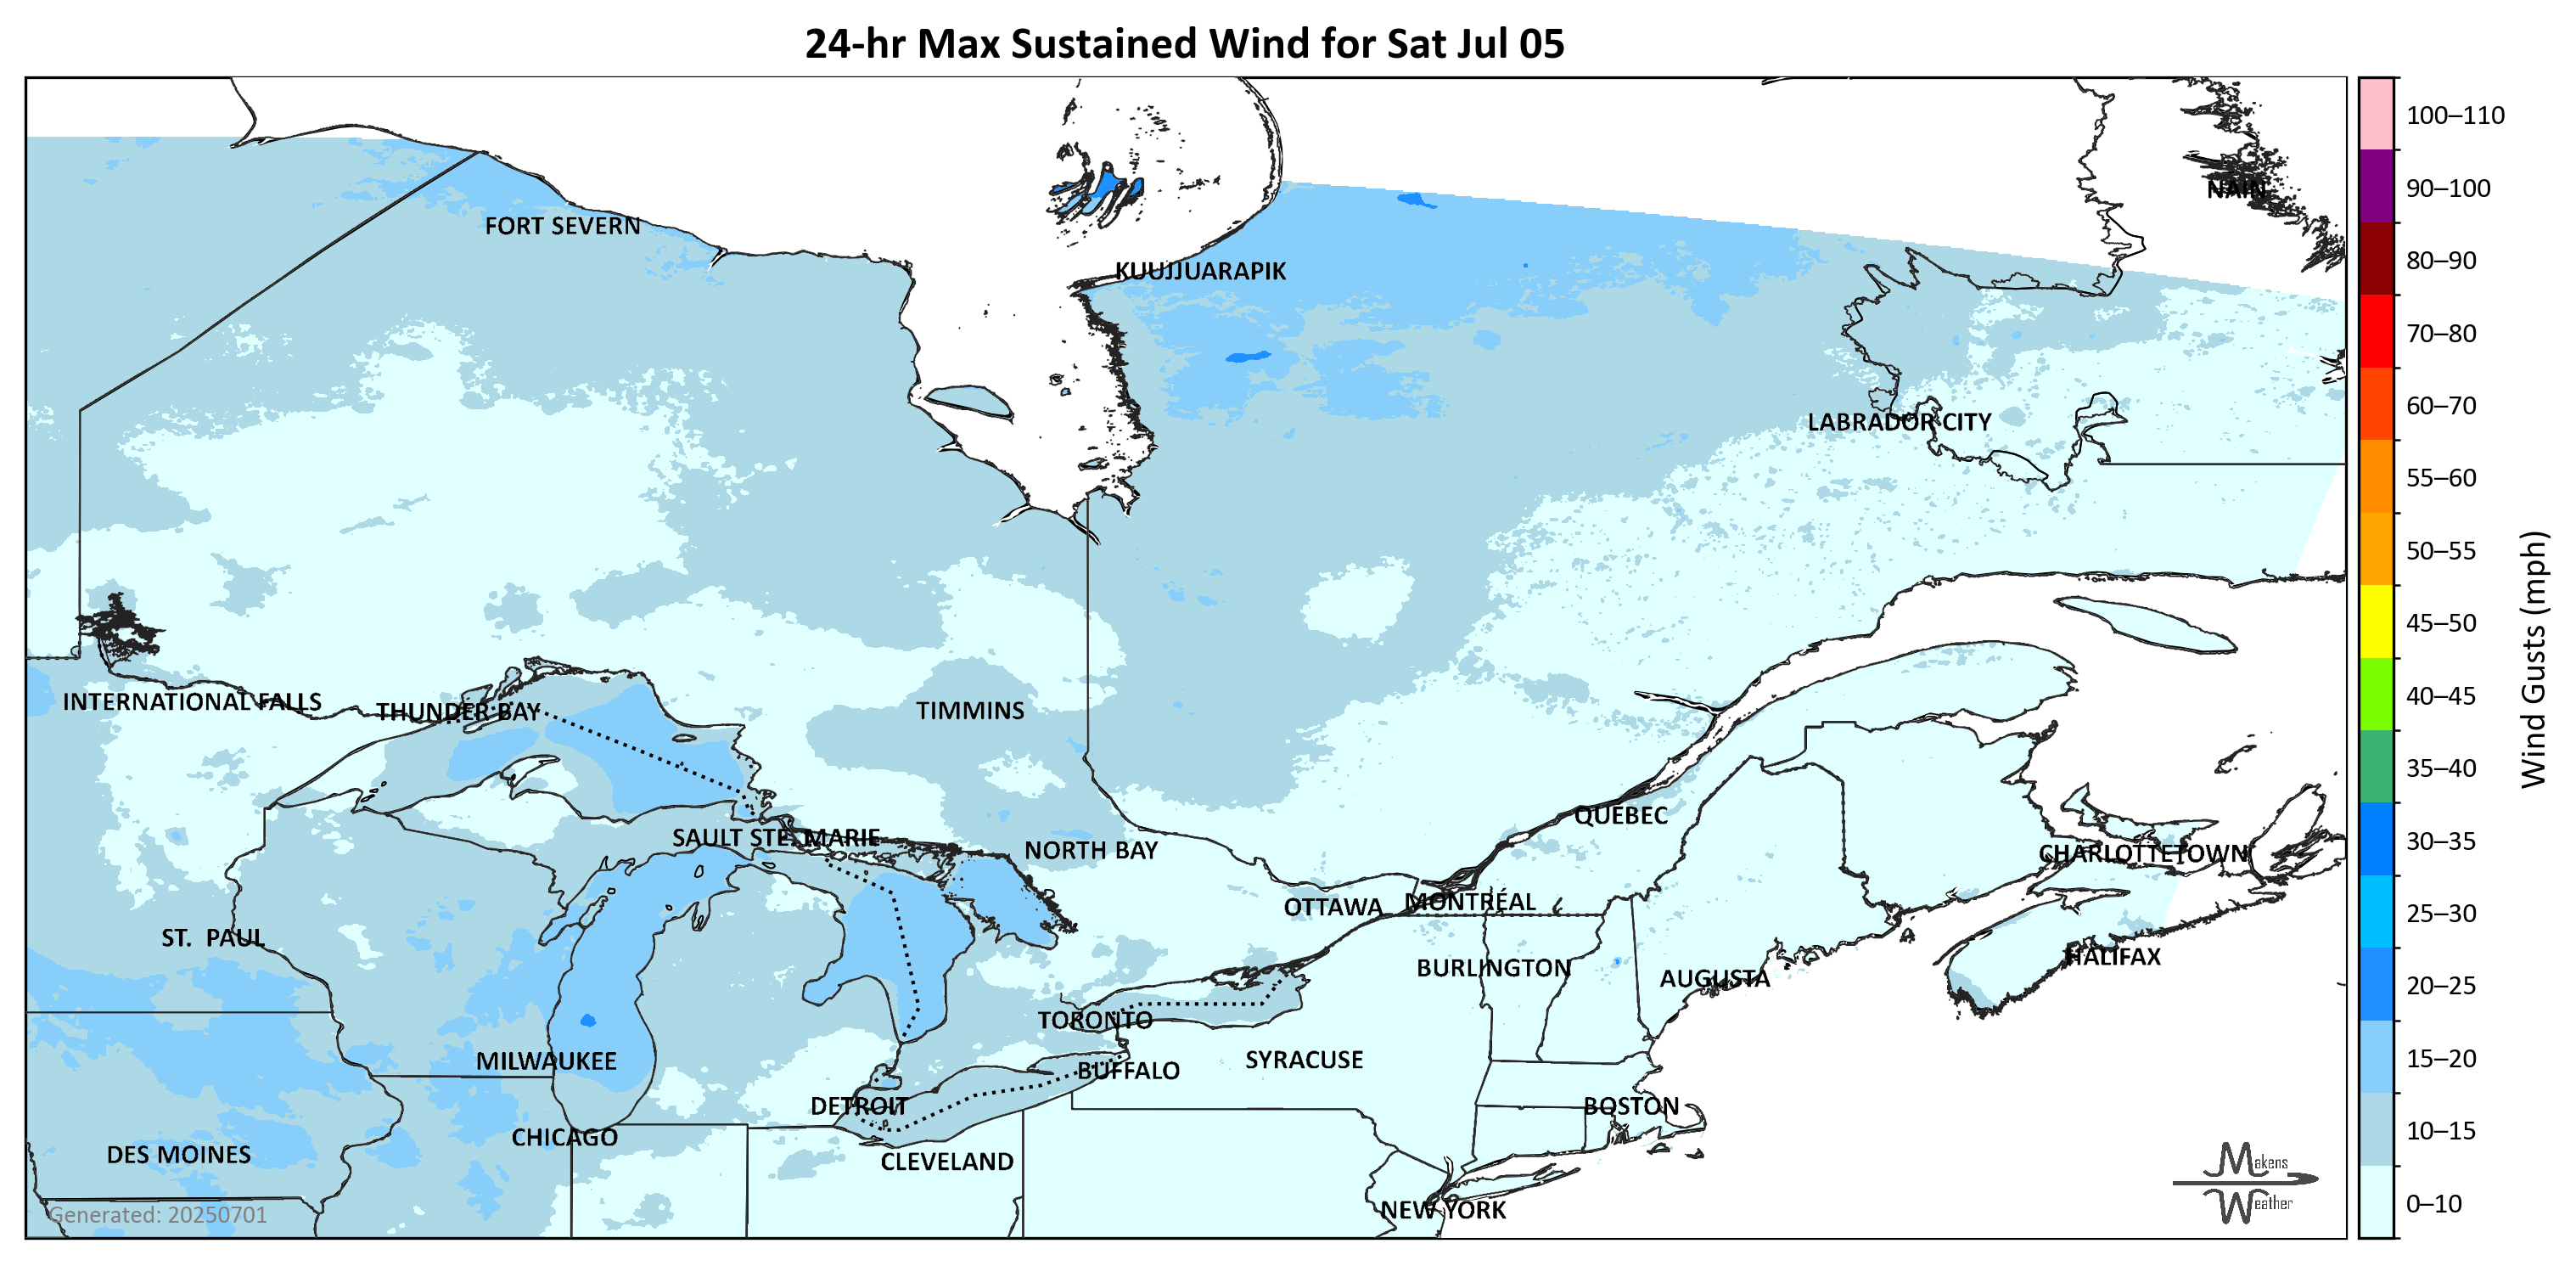 24-hr Max Sustained Wind for Sat Jul 05
100–110
90–100
80–90
70–80
60–70
55–60
50–55
45–50
40–45
35–40
30–35
25–30
20–25
15–20
10–15
0–10
Wind Gusts (mph)
NAIN
FORT SEVERN
KUUJJUARAPIK
LABRADOR CITY
INTERNATIONAL FALLS
THUNDER BAY
TIMMINS
QUÉBEC
SAULT STE. MARIE
NORTH BAY
CHARLOTTETOWN
OTTAWA
MONTRÉAL
ST.  PAUL
HALIFAX
BURLINGTON
AUGUSTA
TORONTO
MILWAUKEE
SYRACUSE
BUFFALO
DETROIT
BOSTON
CHICAGO
DES MOINES
CLEVELAND
NEW YORK
Generated: 20250701
Makens
Weather